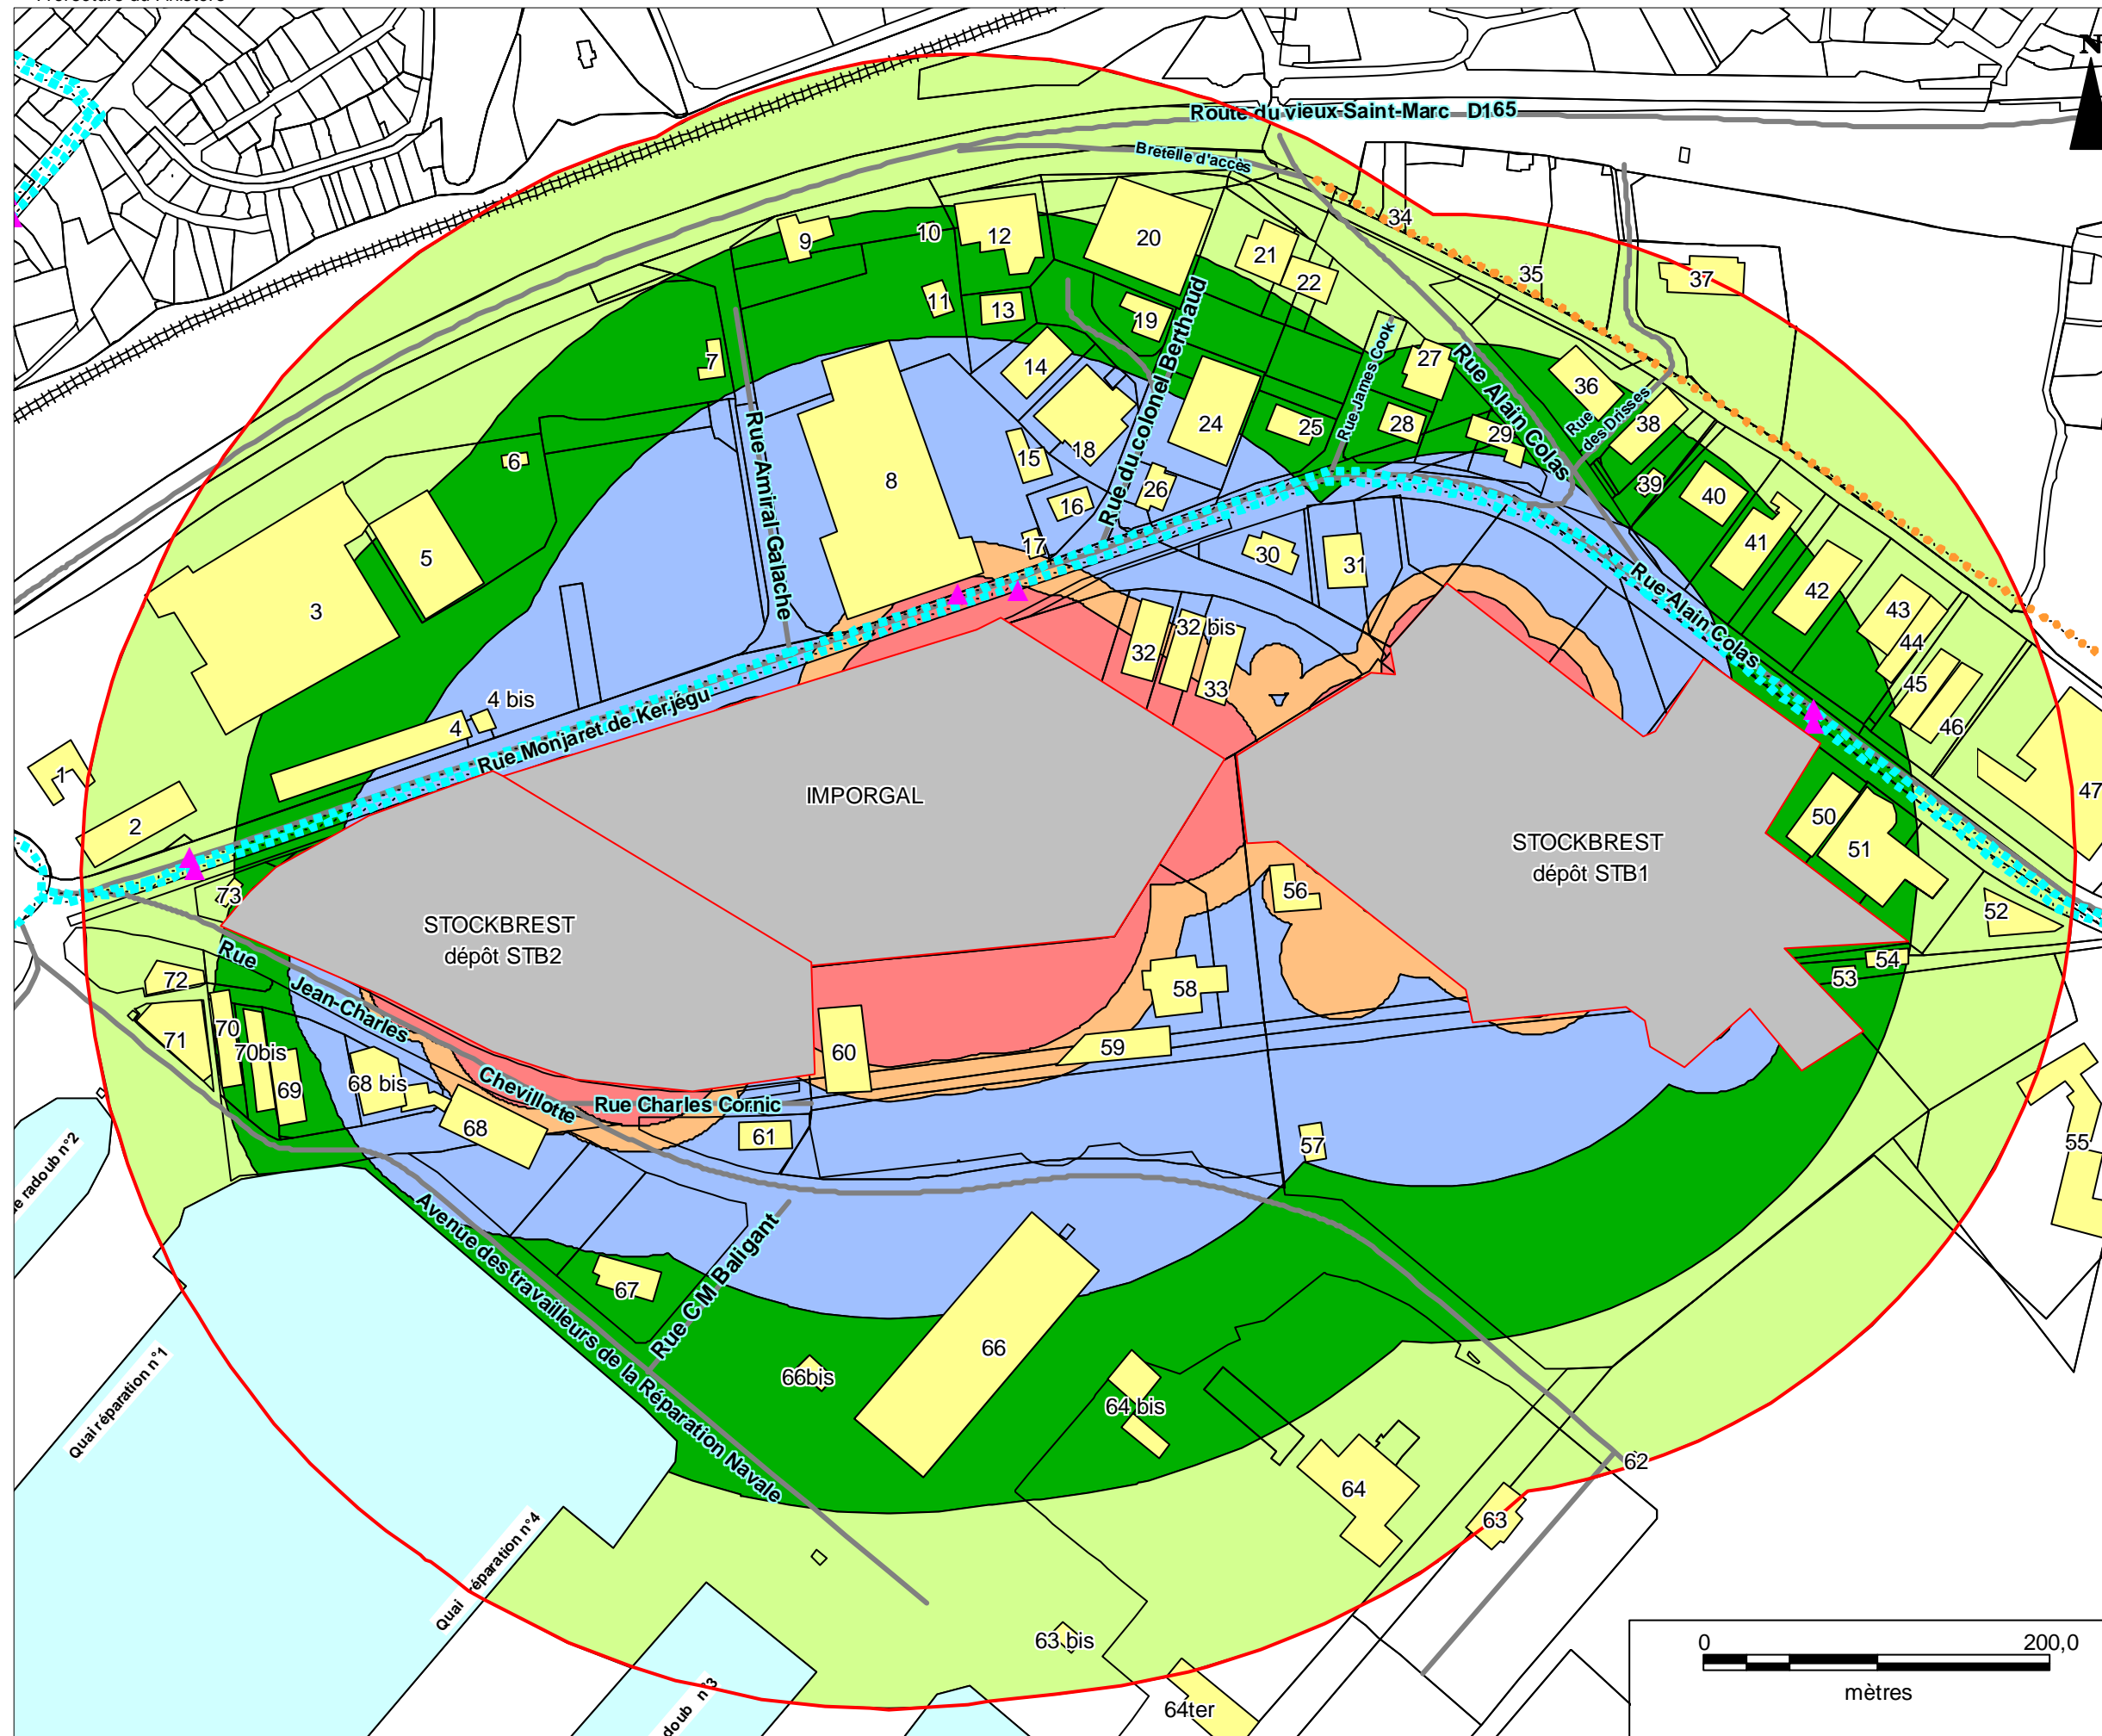 Route du vieux Saint-Marc D165
Bretelle d'accès
N
34
35
37
9
10
12
20
21
22
11
13
19
7
14
27
36
Rue James Cook
Rue Alain Colas
Rue
des Drisses
38
Rue du colonel Berthaud
24
25
28
29
8
15
18
6
16
26
39
40
Rue Amiral Galache
17
30
31
41
42
5
3
Rue Alain Colas
43
44
45
46
32
32 bis
33
4
4 bis
Rue Monjaret de Kerjégu
47
1
2
IMPORGAL
STOCKBREST
dépôt STB1
50
51
73
56
52
STOCKBREST
dépôt STB2
Rue
Jean-Charles
Chevillotte
72
54
53
58
71
70
70bis
69
68 bis
60
59
68
Rue Charles Cornic
61
57
55
67
Rue C M Baligant
Avenue des travailleurs de la Réparation Navale
66
66bis
64 bis
64
62
63
63 bis
64ter
de radoub n°2
Quai réparation n°1
Quai réparation n°4
doub n°3
0 200,0
mètres